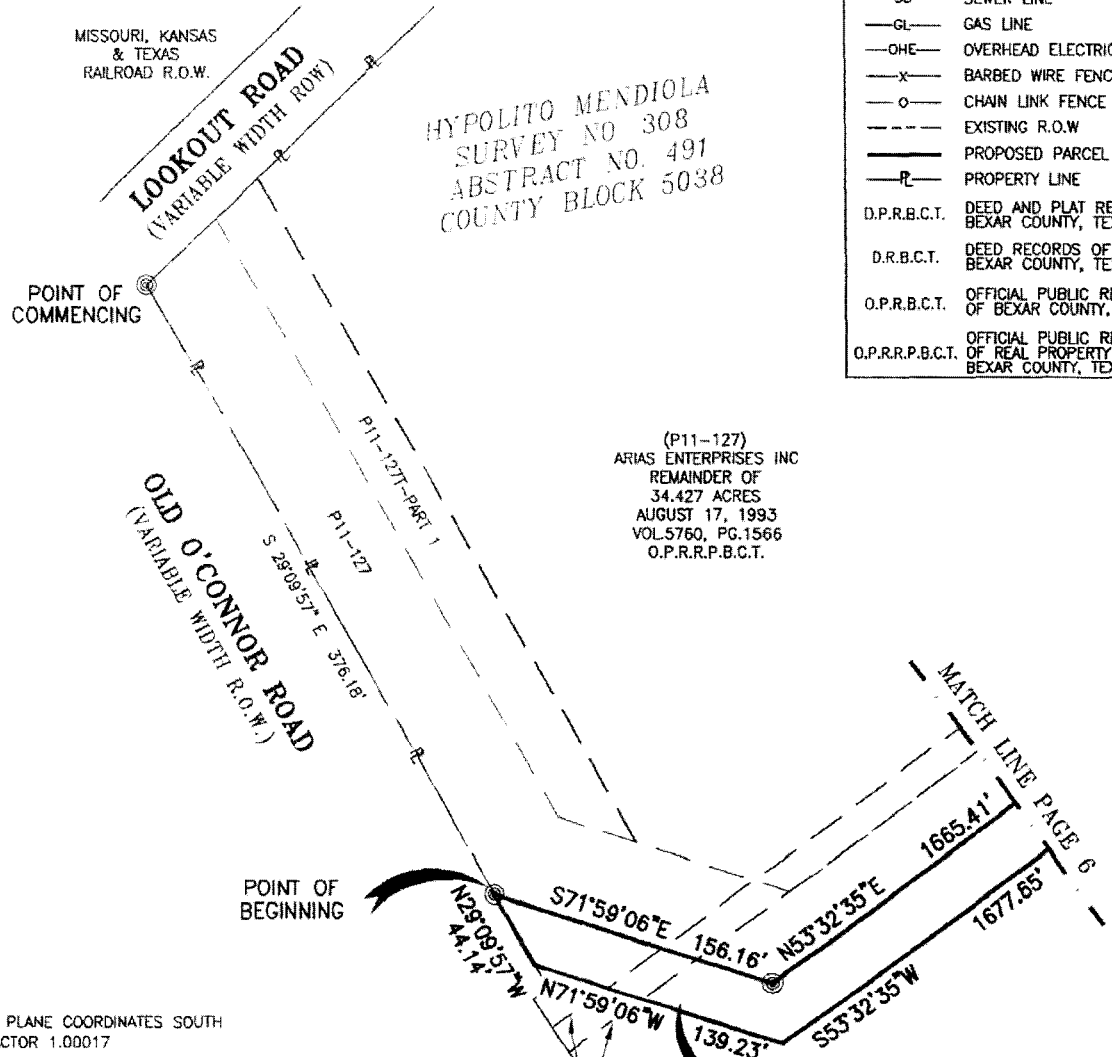 MISSOURI, KANSAS
& TEXAS
RAILROAD R.O.W.
LOOKOUT ROAD
(VARIABLE WIDTH ROW)
HYPOLITO MENDIOLA
SURVEY NO 308
ABSTRACT NO. 491
COUNTY BLOCK 5038
SEWER LINE
GL GAS LINE
OHE OVERHEAD ELECTRIC
X BARBED WIRE FENC
O CHAIN LINK FENCE
EXISTING R.O.W
PROPOSED PARCEL
PL PROPERTY LINE
D.P.R.B.C.T. DEED AND PLAT RE
BEXAR COUNTY, TE
D.R.B.C.T. DEED RECORDS OF
BEXAR COUNTY, TE
O.P.R.B.C.T. OFFICIAL PUBLIC RE
OF BEXAR COUNTY,
OFFICIAL PUBLIC RE
O.P.R.R.P.B.C.T. OF REAL PROPERTY
BEXAR COUNTY, TE
POINT OF
COMMENCING
P11-127T-PART 1
P11-127
S 29°09'57" E 376.18'
OLD O'CONNOR ROAD
(VARIABLE WIDTH R.O.W.)
(P11-127)
ARIAS ENTERPRISES INC
REMAINDER OF
34.427 ACRES
AUGUST 17, 1993
VOL.5760, PG.1566
O.P.R.R.P.B.C.T.
MATCH LINE PAGE 6
POINT OF
BEGINNING
S71°59'06"E 156.16'
N53°32'35"E 1665.41'
N29°09'57"W
44.14'
N71°59'06"W 139.23'
S53°32'35"W 1677.65'
PLANE COORDINATES SOUTH
CTOR 1.00017